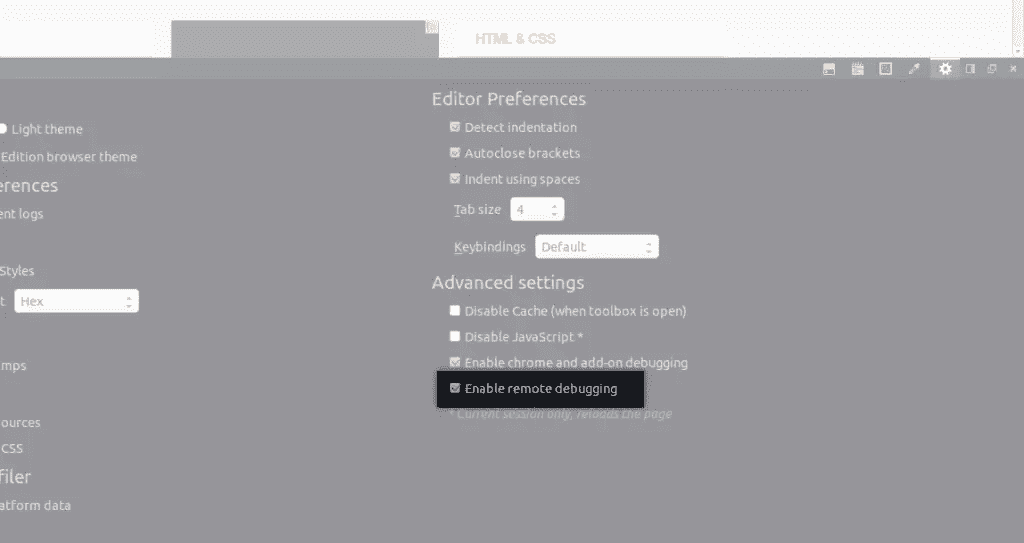 HTML & CSS
Light theme
Edition browser theme
erences
ent logs
Styles
t Hex
mps
ources
CSS
filer
atform data
Editor Preferences
Detect indentation
Autoclose brackets
Indent using spaces
Tab size 4
Keybindings Default
Advanced settings
Disable Cache (when toolbox is open)
Disable JavaScript *
Enable chrome and add-on debugging
Enable remote debugging
* Current session only, reloads the page